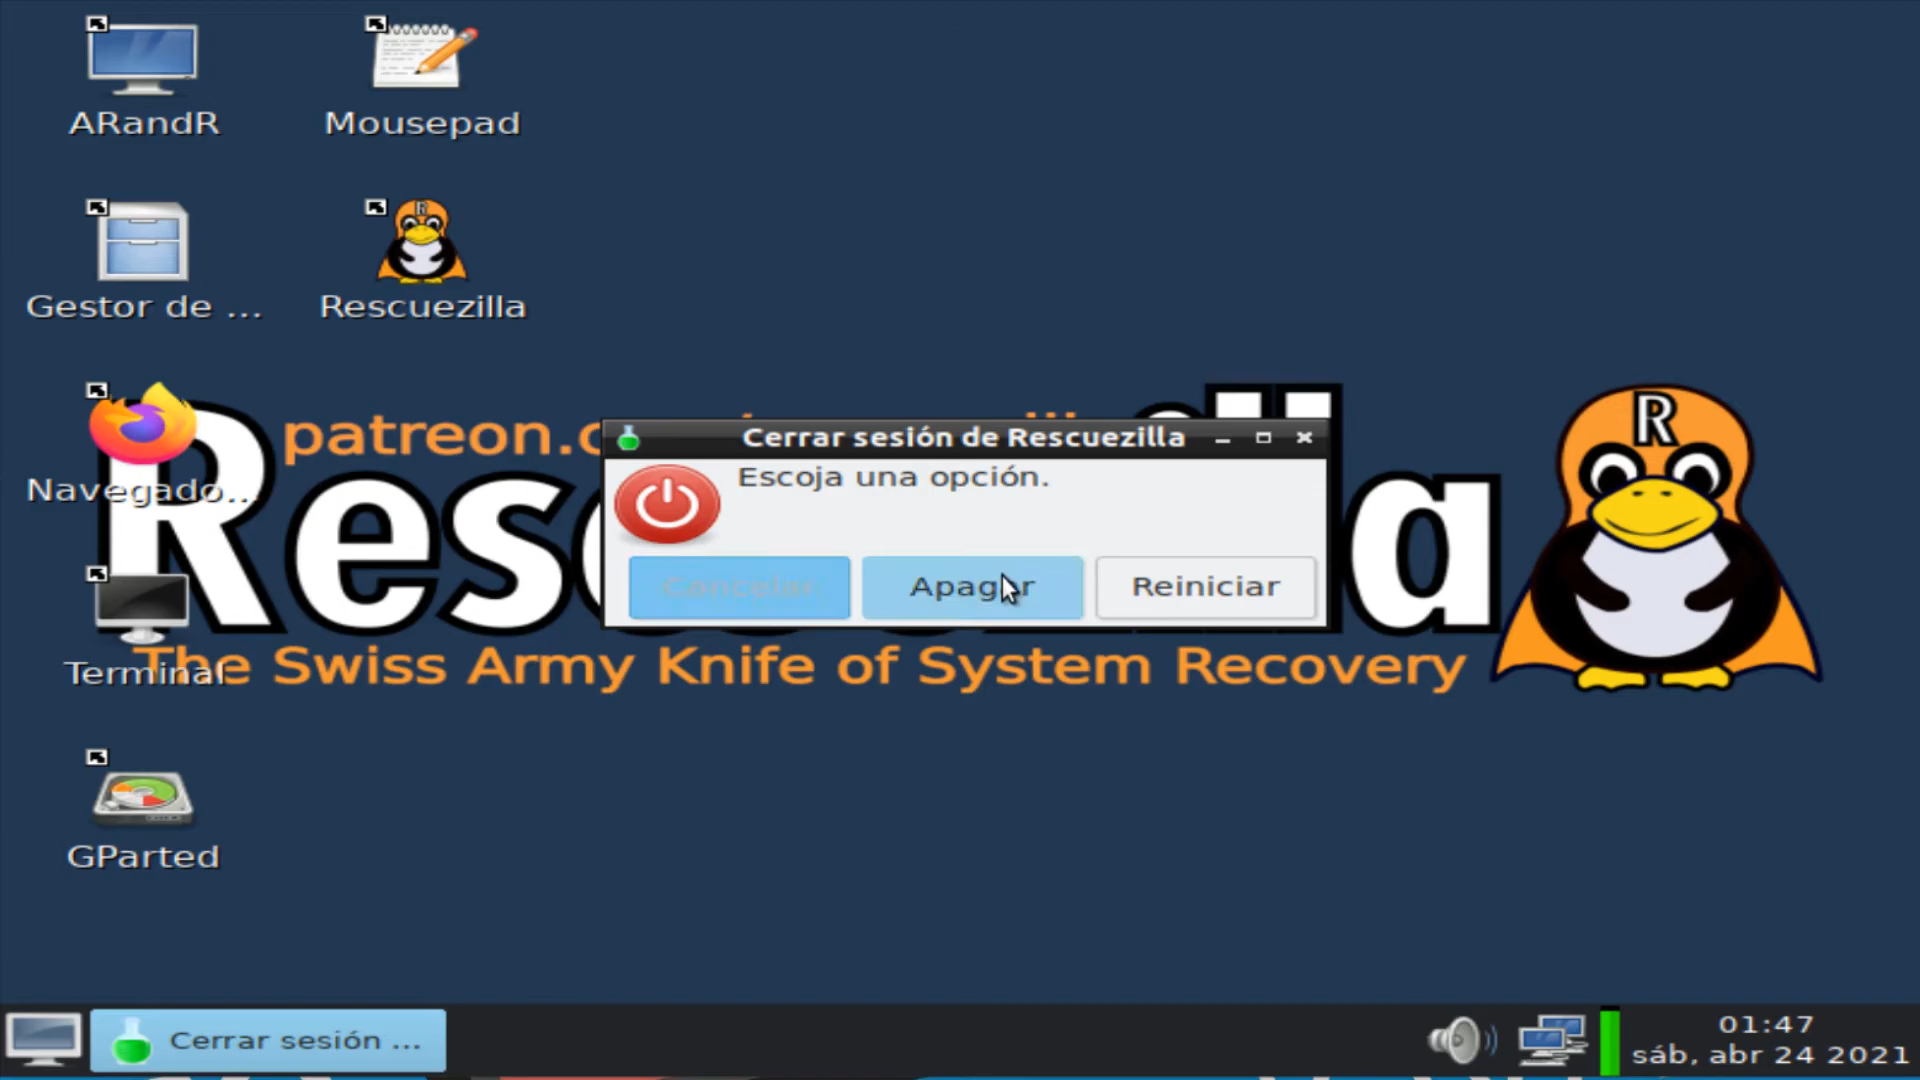 ARandR
Mousepad
Gestor de ...
Rescuezilla
R
patreon.c
Navegado...
Terminal
The Swiss Army Knife of System Recovery
GParted
Cerrar sesión de Rescuezilla
Escoja una opción.
Cancelar
Apagar
Reiniciar
Cerrar sesión ...
01:47
sáb, abr 24 2021